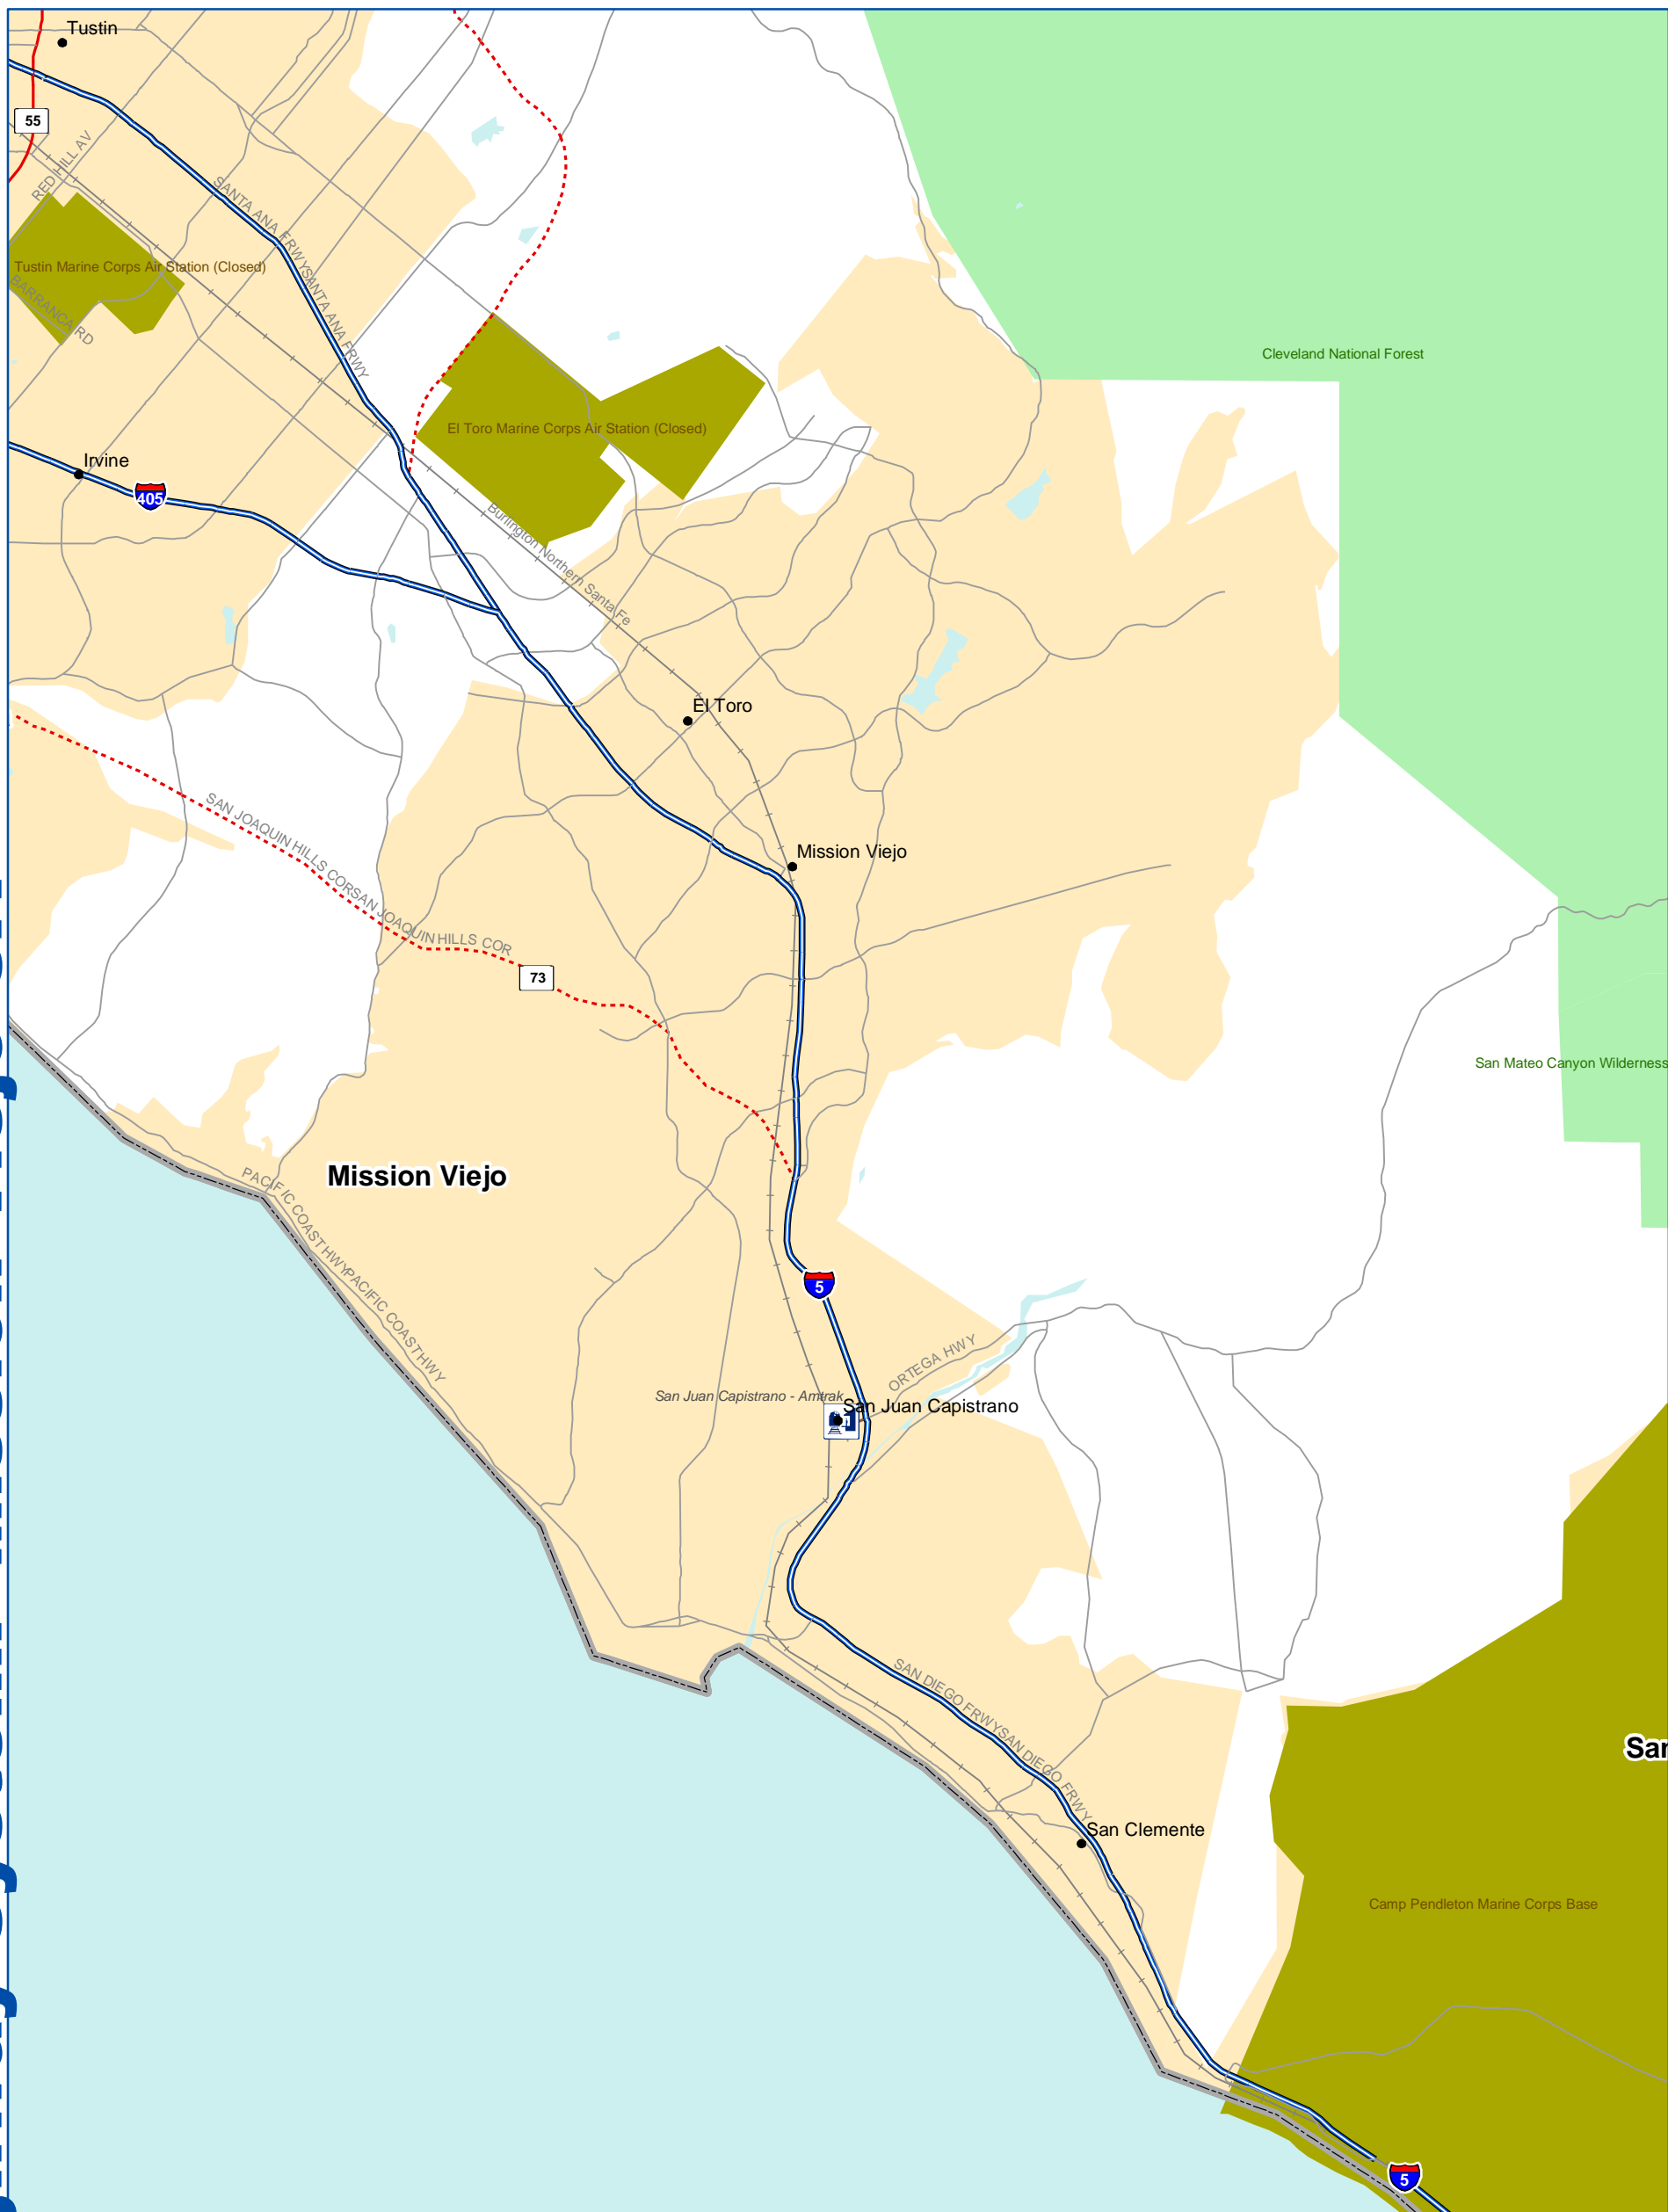 Tustin
55
RED HILL AV
SANTA ANA FRWY
SANTA ANA FRWY
Tustin Marine Corps Air Station (Closed)
BARRANCA RD
Cleveland National Forest
El Toro Marine Corps Air Station (Closed)
Irvine
405
Burlington Northern Santa Fe
El Toro
SAN JOAQUIN HILLS COR
SAN JOAQUIN HILLS COR
Mission Viejo
73
San Mateo Canyon Wilderness
Mission Viejo
PACIFIC COAST HWY
PACIFIC COAST HWY
5
ORTEGA HWY
San Juan Capistrano - Amtrak
San Juan Capistrano
SAN DIEGO FRWY
SAN DIEGO FRWY
San
San Clemente
Camp Pendleton Marine Corps Base
5